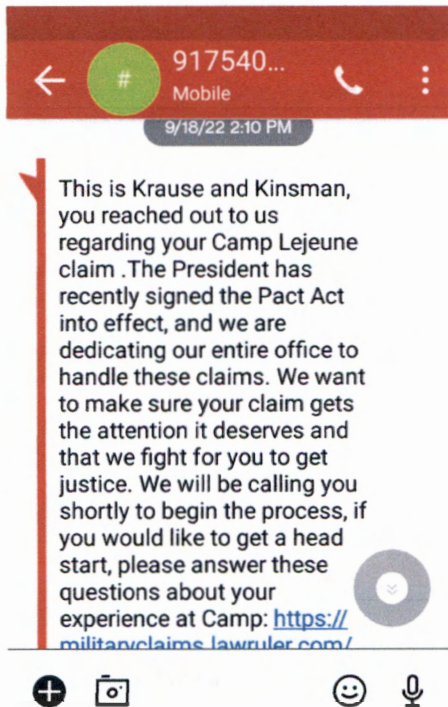 #
917540...
Mobile
9/18/22 2:10 PM
This is Krause and Kinsman,
you reached out to us
regarding your Camp Lejeune
claim .The President has
recently signed the Pact Act
into effect, and we are
dedicating our entire office to
handle these claims. We want
to make sure your claim gets
the attention it deserves and
that we fight for you to get
justice. We will be calling you
shortly to begin the process, if
you would like to get a head
start, please answer these
questions about your
experience at Camp: https://
militaryclaims.lawruler.com/